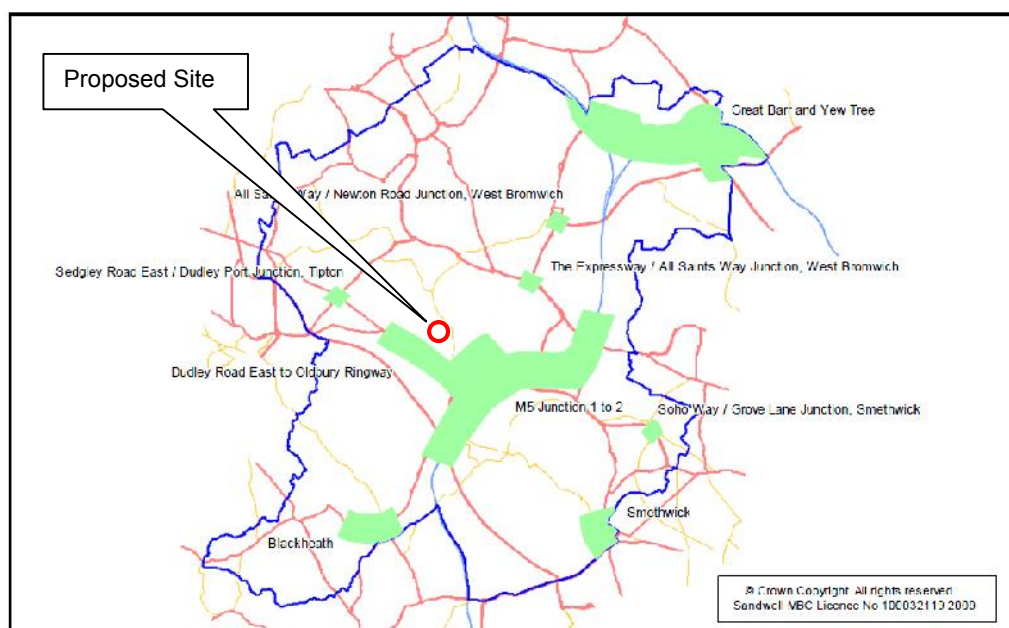 Proposed Site
Great Barr and Yew Tree
All Saints Way / Newton Road Junction, West Bromwich
Sedgley Road East / Dudley Port Junction, Tipton
The Expressway / All Saints Way Junction, West Bromwich
Dudley Road East to Oldbury Ringway
M5 Junction 1 to 2
Soho Way / Grove Lane Junction, Smethwick
Smethwick
Blackheath
© Crown Copyright. All rights reserved
Sandwell MBC Licence No 100032119 2009